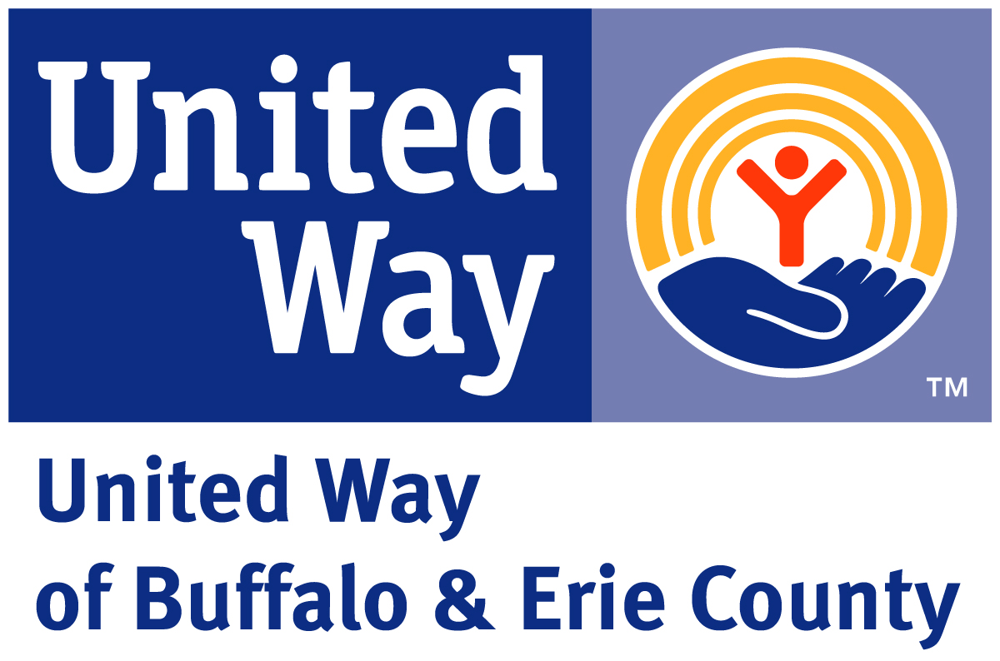 United
Way
TM
United Way
of Buffalo & Erie County